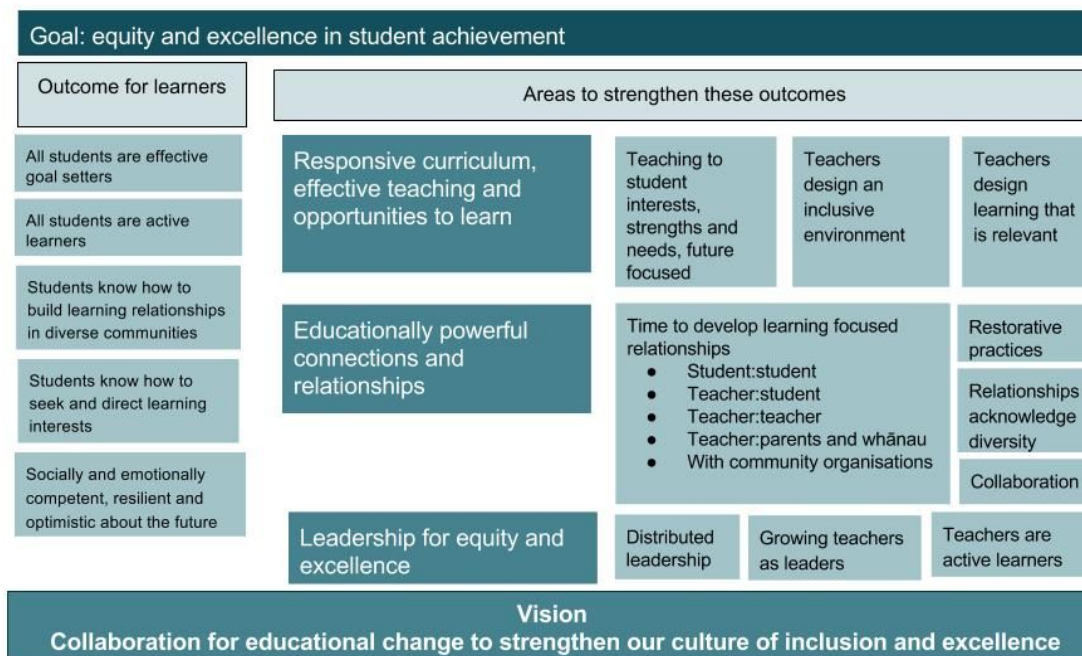 Goal: equity and excellence in student achievement
Outcome for learners
Areas to strengthen these outcomes
All students are effective
goal setters
All students are active
learners
Students know how to
build learning relationships
in diverse communities
Students know how to
seek and direct learning
interests
Socially and emotionally
competent, resilient and
optimistic about the future
Responsive curriculum,
effective teaching and
opportunities to learn
Teaching to
student
interests,
strengths and
needs, future
focused
Teachers
design an
inclusive
environment
Teachers
design
learning that
is relevant
Educationally powerful
connections and
relationships
Time to develop learning focused
relationships
● Student:student
● Teacher:student
● Teacher:teacher
● Teacher:parents and whānau
● With community organisations
Restorative
practices
Relationships
acknowledge
diversity
Collaboration
Leadership for equity and
excellence
Distributed
leadership
Growing teachers
as leaders
Teachers are
active learners
Vision
Collaboration for educational change to strengthen our culture of inclusion and excellence